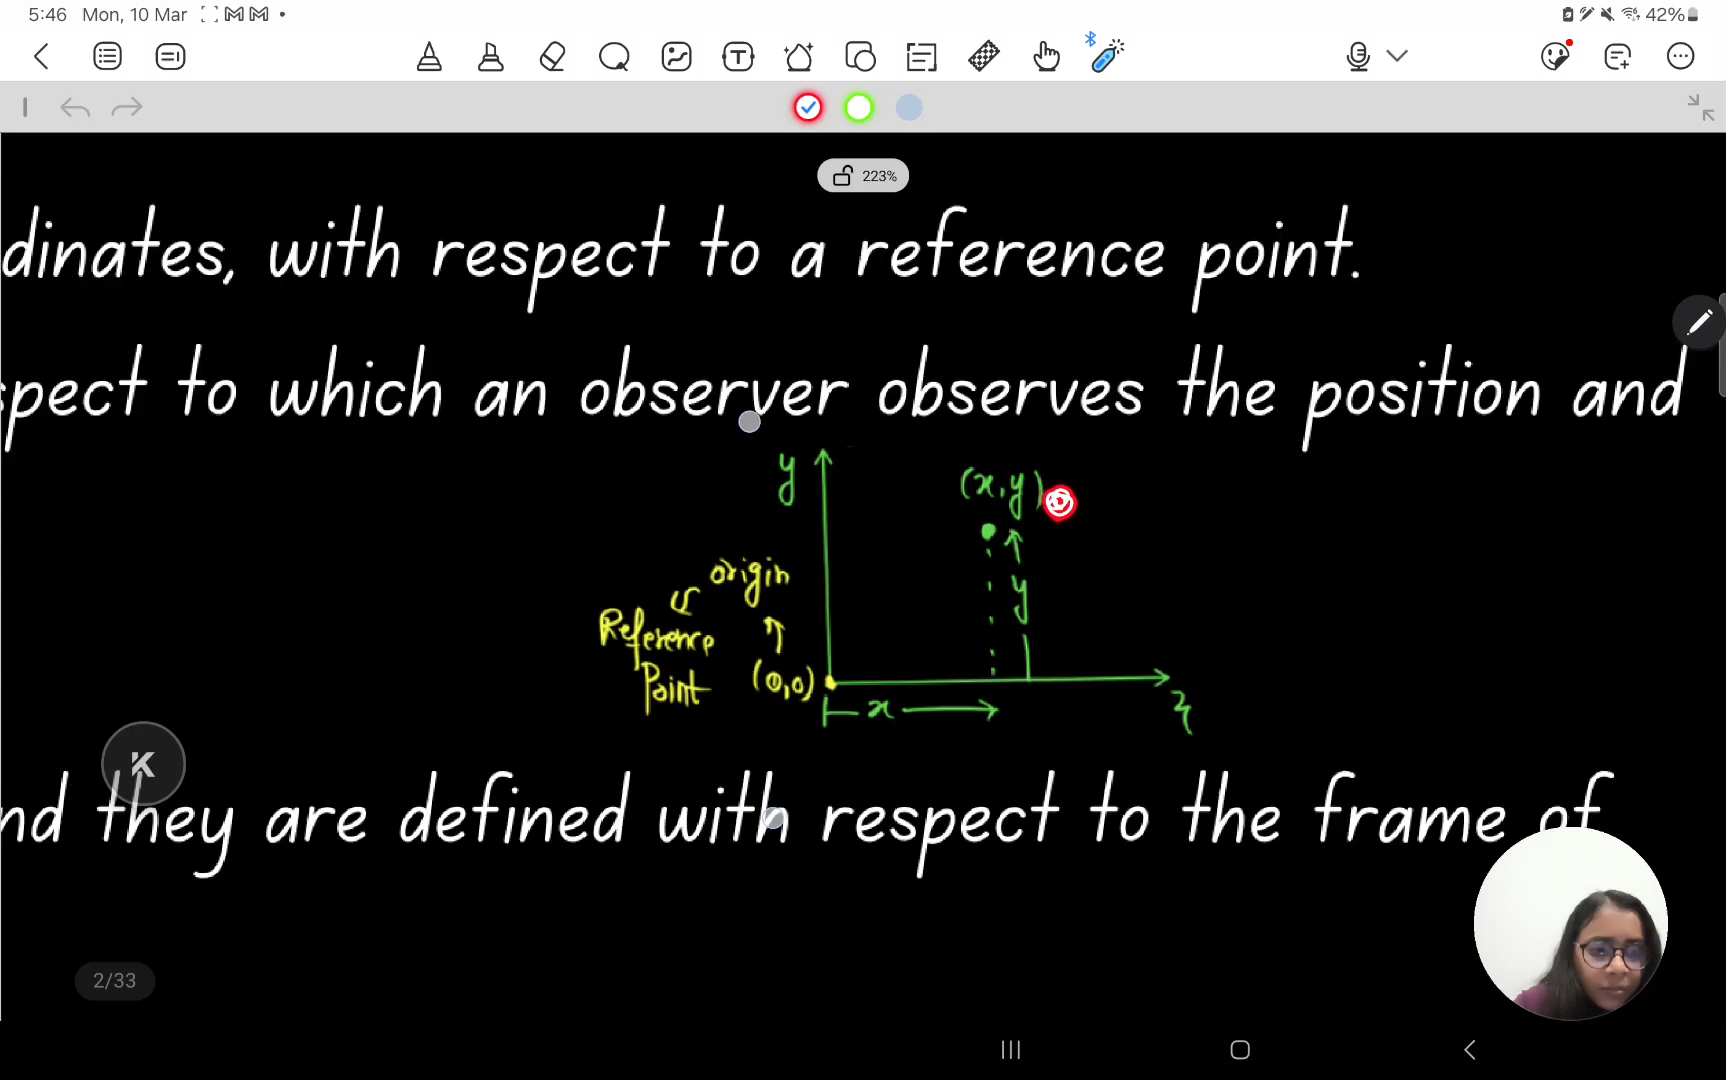 5:46 Mon, 10 Mar
42%
223%
dinates, with respect to a reference point.
spect to which an observer observes the position and
y
(x,y)
origin
y
Reference
Point
(0,0)
x
x
K
nd they are defined with respect to the frame of
2/33